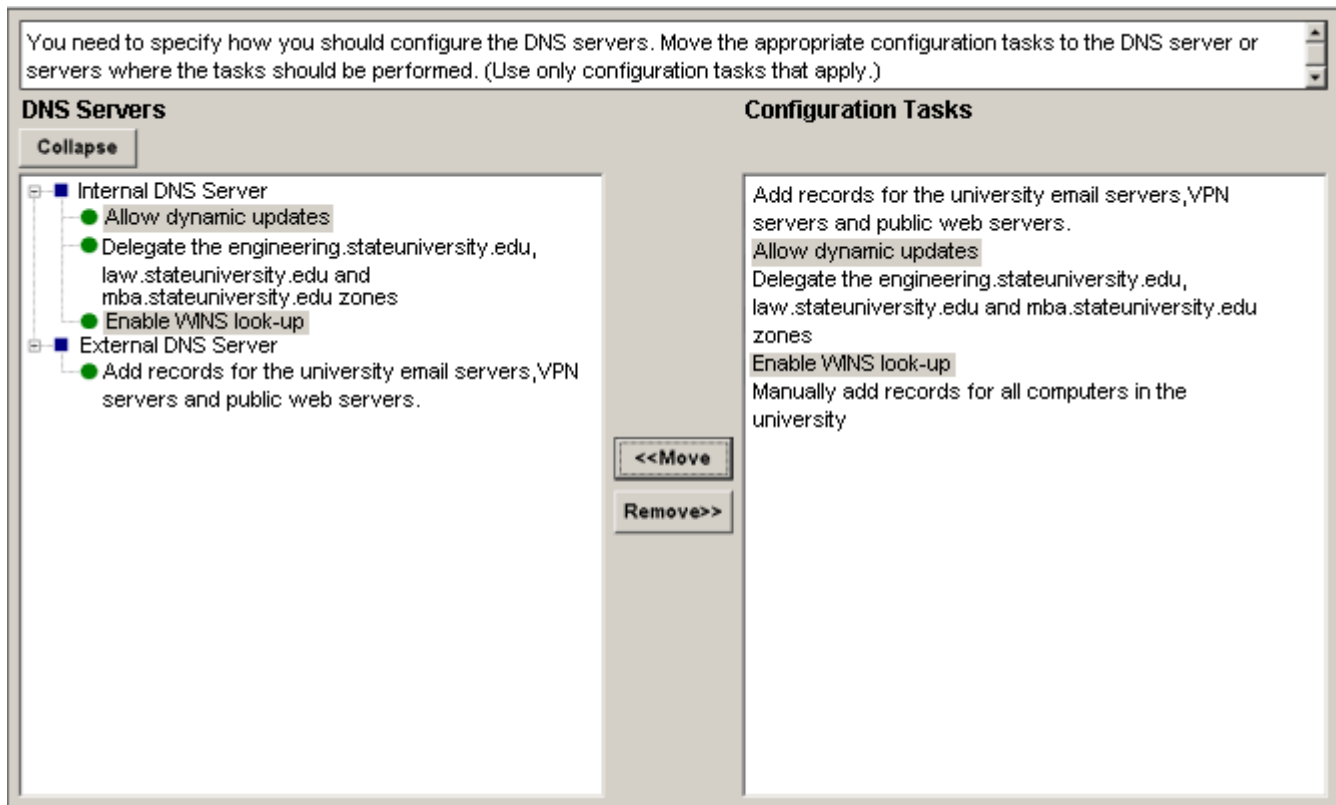 You need to specify how you should configure the DNS servers. Move the appropriate configuration tasks to the DNS server or
servers where the tasks should be performed. (Use only configuration tasks that apply.)
DNS Servers
Collapse
Internal DNS Server
Allow dynamic updates
Delegate the engineering.stateuniversity.edu,
law.stateuniversity.edu and
mba.stateuniversity.edu zones
Enable WINS look-up
External DNS Server
Add records for the university email servers,VPN
servers and public web servers.
<<Move
Remove>>
Configuration Tasks
Add records for the university email servers,VPN
servers and public web servers.
Allow dynamic updates
Delegate the engineering.stateuniversity.edu,
law.stateuniversity.edu and mba.stateuniversity.edu
zones
Enable WINS look-up
Manually add records for all computers in the
university